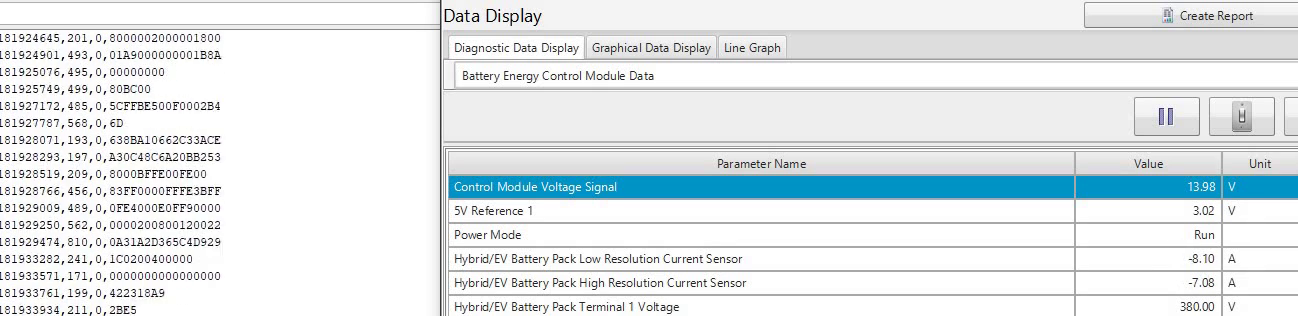 181924645,201,0,8000002000001800
181924901,493,0,01A9000000001B8A
181925076,495,0,00000000
181925749,499,0,80BC00
181927172,485,0,5CFFBE500F0002B4
181927787,568,0,6D
181928071,193,0,638BA10662C33ACE
181928293,197,0,A30C48C6A20BB253
181928519,209,0,8000BFFE00FE00
181928766,456,0,83FF0000FFFE3BFF
181929009,489,0,0FE4000E0FF90000
181929250,562,0,0000200800120022
181929474,810,0,0A31A2D365C4D929
181933282,241,0,1C0200400000
181933571,171,0,0000000000000000
181933761,199,0,422318A9
181933934,211,0,2BE5
Data Display
Create Report
Diagnostic Data Display Graphical Data Display Line Graph
Battery Energy Control Module Data
Parameter Name Value Unit
Control Module Voltage Signal 13.98 V
5V Reference 1 3.02 V
Power Mode Run
Hybrid/EV Battery Pack Low Resolution Current Sensor -8.10 A
Hybrid/EV Battery Pack High Resolution Current Sensor -7.08 A
Hybrid/EV Battery Pack Terminal 1 Voltage 380.00 V